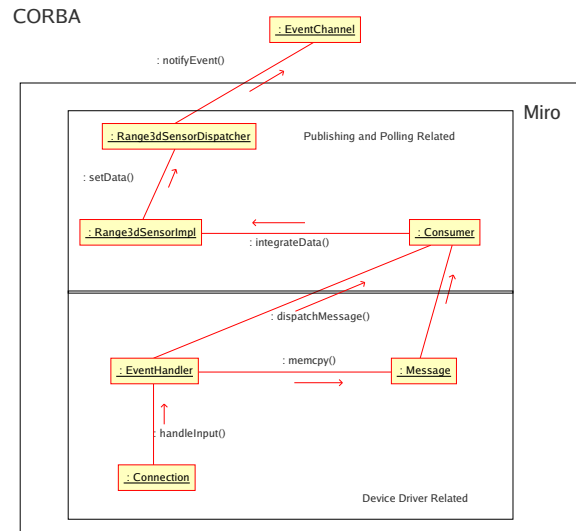 CORBA
: EventChannel
: notifyEvent()
Miro
: Range3dSensorDispatcher
Publishing and Polling Related
: setData()
: Range3dSensorImpl
: Consumer
: integrateData()
: dispatchMessage()
: memcpy()
: EventHandler
: Message
: handleInput()
: Connection
Device Driver Related